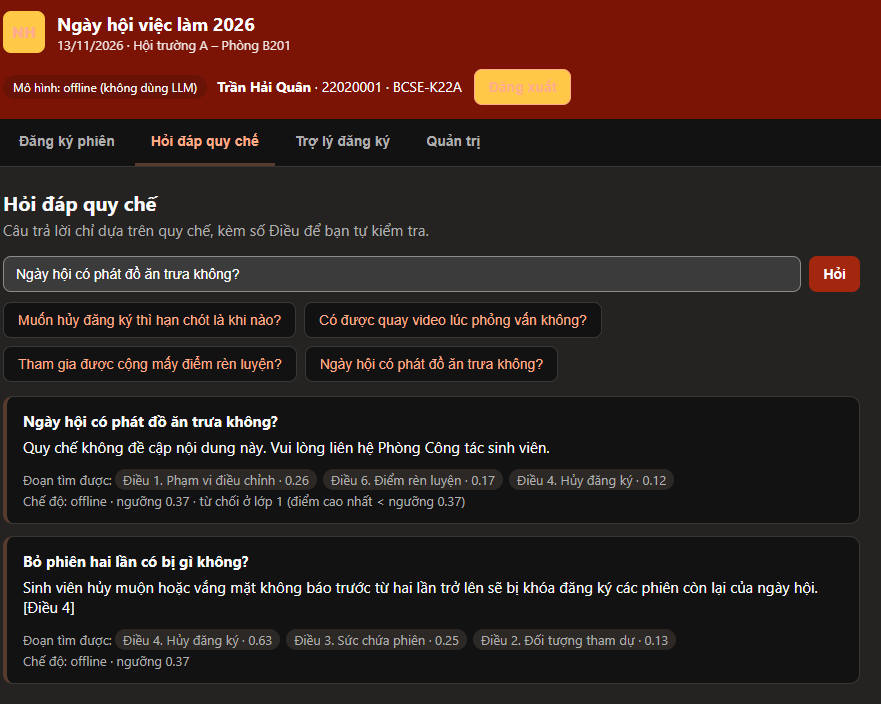 NH
Ngày hội việc làm 2026
13/11/2026 · Hội trường A – Phòng B201
Mô hình: offline (không dùng LLM)
Trần Hải Quân · 22020001 · BCSE-K22A
Đăng xuất
Đăng ký phiên
Hỏi đáp quy chế
Trợ lý đăng ký
Quản trị
Hỏi đáp quy chế
Câu trả lời chỉ dựa trên quy chế, kèm số Điều để bạn tự kiểm tra.
Ngày hội có phát đồ ăn trưa không?
Hỏi
Muốn hủy đăng ký thì hạn chót là khi nào?
Có được quay video lúc phỏng vấn không?
Tham gia được cộng mấy điểm rèn luyện?
Ngày hội có phát đồ ăn trưa không?
Ngày hội có phát đồ ăn trưa không?
Quy chế không đề cập nội dung này. Vui lòng liên hệ Phòng Công tác sinh viên.
Đoạn tìm được: Điều 1. Phạm vi điều chỉnh · 0.26 Điều 6. Điểm rèn luyện · 0.17 Điều 4. Hủy đăng ký · 0.12
Chế độ: offline · ngưỡng 0.37 · từ chối ở lớp 1 (điểm cao nhất < ngưỡng 0.37)
Bỏ phiên hai lần có bị gì không?
Sinh viên hủy muộn hoặc vắng mặt không báo trước từ hai lần trở lên sẽ bị khóa đăng ký các phiên còn lại của ngày hội.
[Điều 4]
Đoạn tìm được: Điều 4. Hủy đăng ký · 0.63 Điều 3. Sức chứa phiên · 0.25 Điều 2. Đối tượng tham dự · 0.13
Chế độ: offline · ngưỡng 0.37